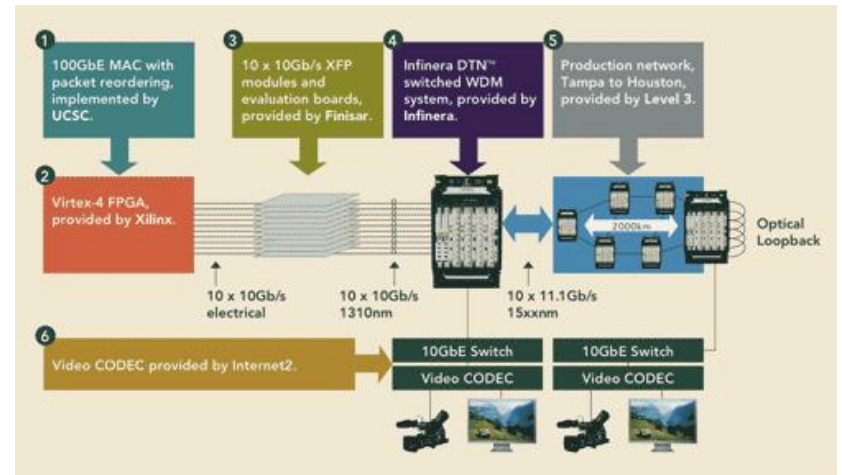 1
100GbE MAC with
packet reordering,
implemented by
UCSC.
3
10 x 10Gb/s XFP
modules and
evaluation boards,
provided by Finisar.
4
Infinera DTN™
switched WDM
system, provided by
Infinera.
5
Production network,
Tampa to Houston,
provided by Level 3.
2
Virtex-4 FPGA,
provided by Xilinx.
2000km
Optical
Loopback
10 x 10Gb/s
electrical
10 x 10Gb/s
1310nm
10 x 11.1Gb/s
15xxnm
6
Video CODEC provided by Internet2.
10GbE Switch
Video CODEC
10GbE Switch
Video CODEC